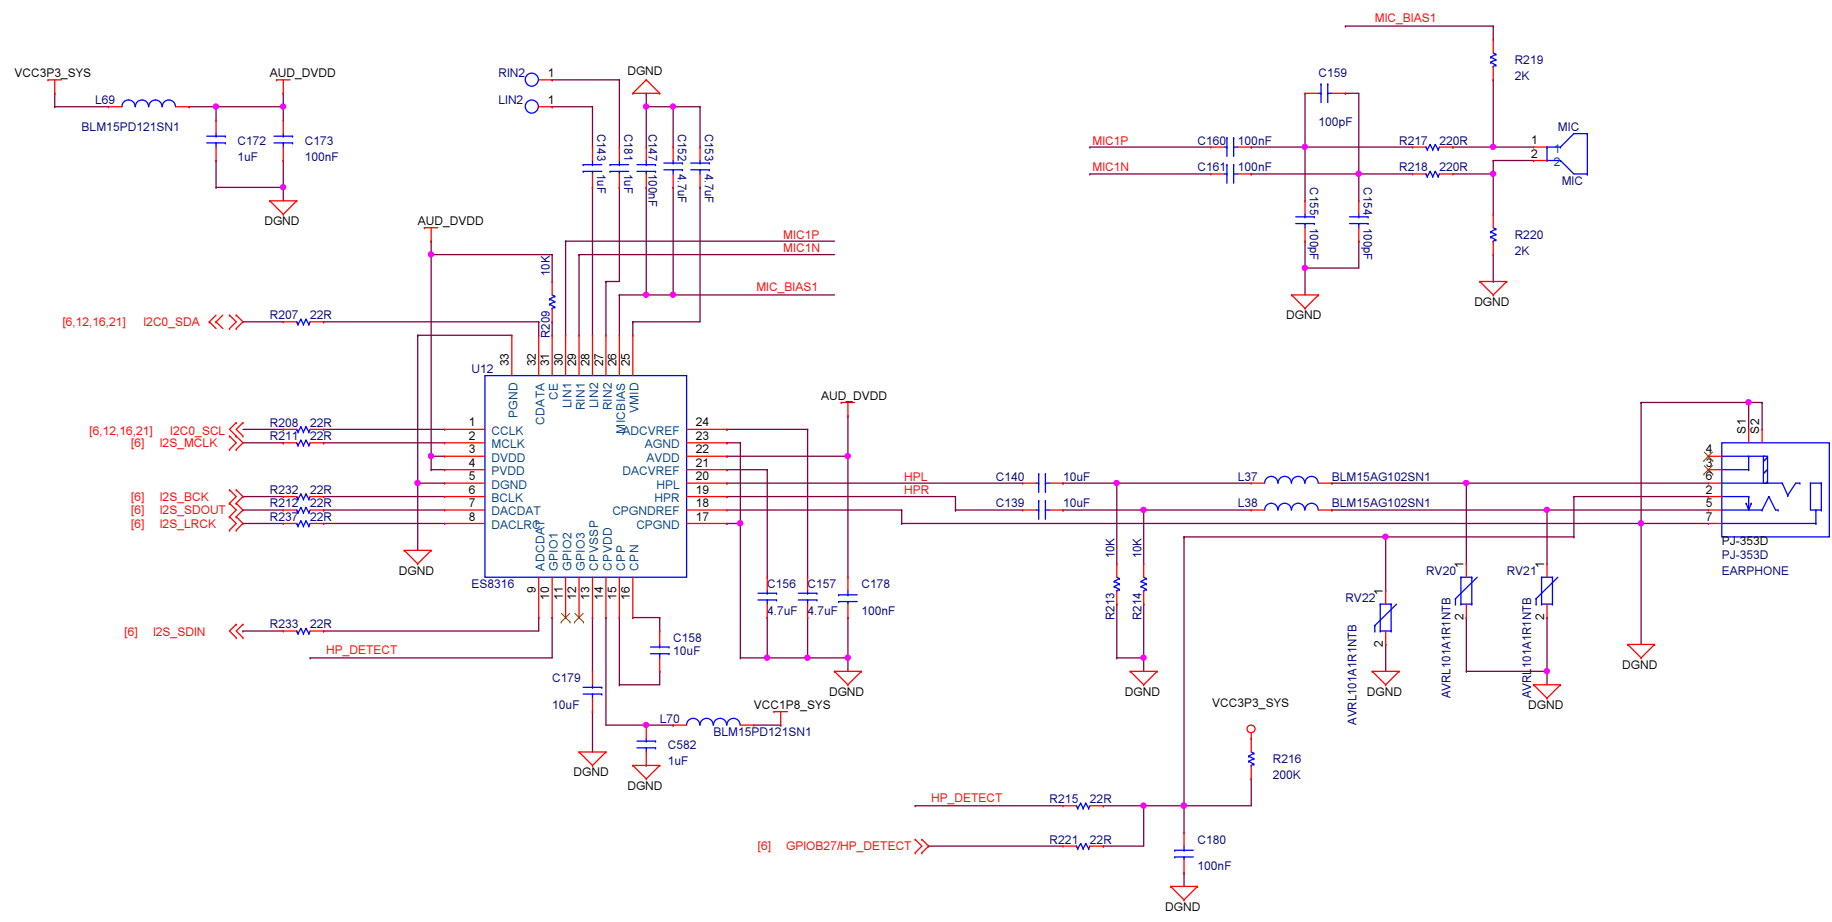 MIC_BIAS1
VCC3P3_SYS
AUD_DVDD
L69
BLM15PD121SN1
C172
1uF
C173
100nF
DGND
RIN2 1
LIN2 1
DGND
C143
1uF
C181
1uF
C147
100nF
C152
4.7uF
C153
4.7uF
R219
2K
C159
100pF
MIC1P
C160 100nF
R217 220R
MIC1N
C161 100nF
R218 220R
1
2
MIC
1
2
MIC
C155
100pF
C154
100pF
R220
2K
DGND
DGND
AUD_DVDD
MIC1P
MIC1N
MIC_BIAS1
10K
R209
[6,12,16,21] I2C0_SDA
R207 22R
33
32
31
30
29
28
27
26
25
U12
PGND
CDATA
CE
LIN1
RIN1
LIN2
RIN2
MICBIAS
VMID
[6,12,16,21] I2C0_SCL
R208 22R
1 CCLK
[6] I2S_MCLK
R211 22R
2 MCLK
3 DVDD
4 PVDD
5 DGND
[6] I2S_BCK
R232 22R
6 BCLK
[6] I2S_SDOUT
R212 22R
7 DACDAT
[6] I2S_LRCK
R237 22R
8 DACLRC
ADCVREF 24
AGND 23
AVDD 22
DACVREF 21
HPL 20
HPR 19
CPGNDREF 18
CPGND 17
ADCDAT
GPIO1
GPIO2
GPIO3
CPVSSP
CPVDD
CPP
CPN
ES8316
9
10
11
12
13
14
15
16
DGND
[6] I2S_SDIN
R233 22R
HP_DETECT
C179
10uF
DGND
C158
10uF
L70
BLM15PD121SN1
VCC1P8_SYS
C582
1uF
DGND
AUD_DVDD
C156
4.7uF
C157
4.7uF
C178
100nF
DGND
HPL
HPR
C140 10uF
C139 10uF
L37 BLM15AG102SN1
L38 BLM15AG102SN1
10K
R213
10K
R214
DGND
S1
S2
4
3
6
2
5
7
PJ-353D
PJ-353D
EARPHONE
RV22
1
2
AVRL101A1R1NTB
DGND
RV20
1
2
AVRL101A1R1NTB
RV21
1
2
AVRL101A1R1NTB
DGND
DGND
VCC3P3_SYS
R216
200K
HP_DETECT
R215 22R
[6] GPIOB27/HP_DETECT
R221 22R
C180
100nF
DGND